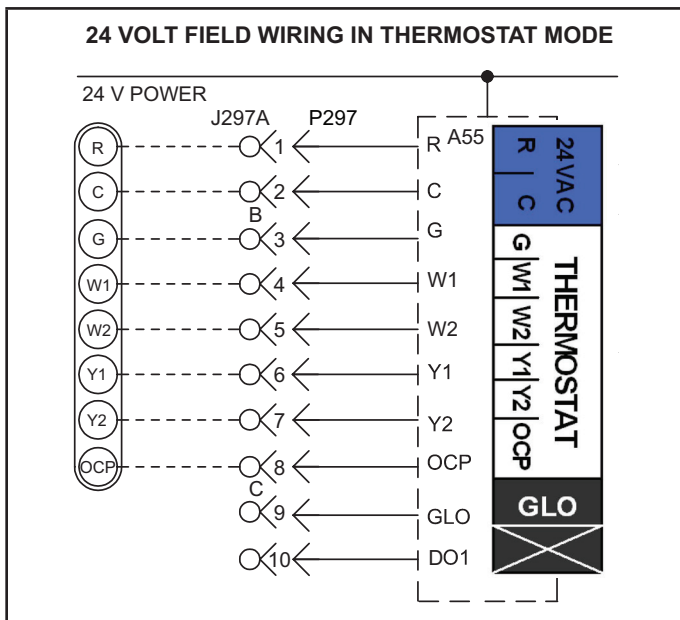 24 VOLT FIELD WIRING IN THERMOSTAT MODE
24 V POWER
J297A P297
R 1 R A55
C 2 C
B
G 3 G
W1 4 W1
W2 5 W2
Y1 6 Y1
Y2 7 Y2
OCP 8 OCP
C
9 GLO
10 DO1
24 VAC
R C
THERMOSTAT
G W1 W2 Y1 Y2 OCP
GLO